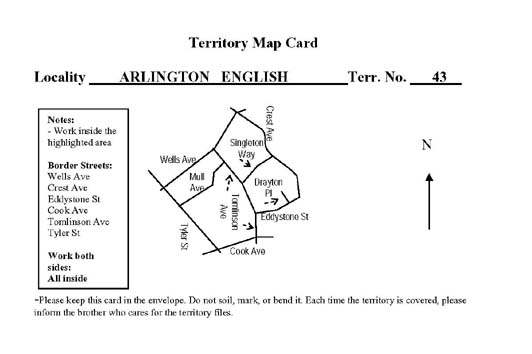 Territory Map Card
Locality ARLINGTON ENGLISH Terr. No. 43
Notes:
- Work inside the
highlighted area
Border Streets:
Wells Ave
Crest Ave
Eddystone St
Cook Ave
Tomlinson Ave
Tyler St
Work both
sides:
All inside
Crest Ave
Singleton
Way
Wells Ave
Mull
Ave
Drayton
Pl
Tomlinson
Ave
Eddystone St
Tyler St
Cook Ave
N
-Please keep this card in the envelope. Do not soil, mark, or bend it. Each time the territory is covered, please
inform the brother who cares for the territory files.